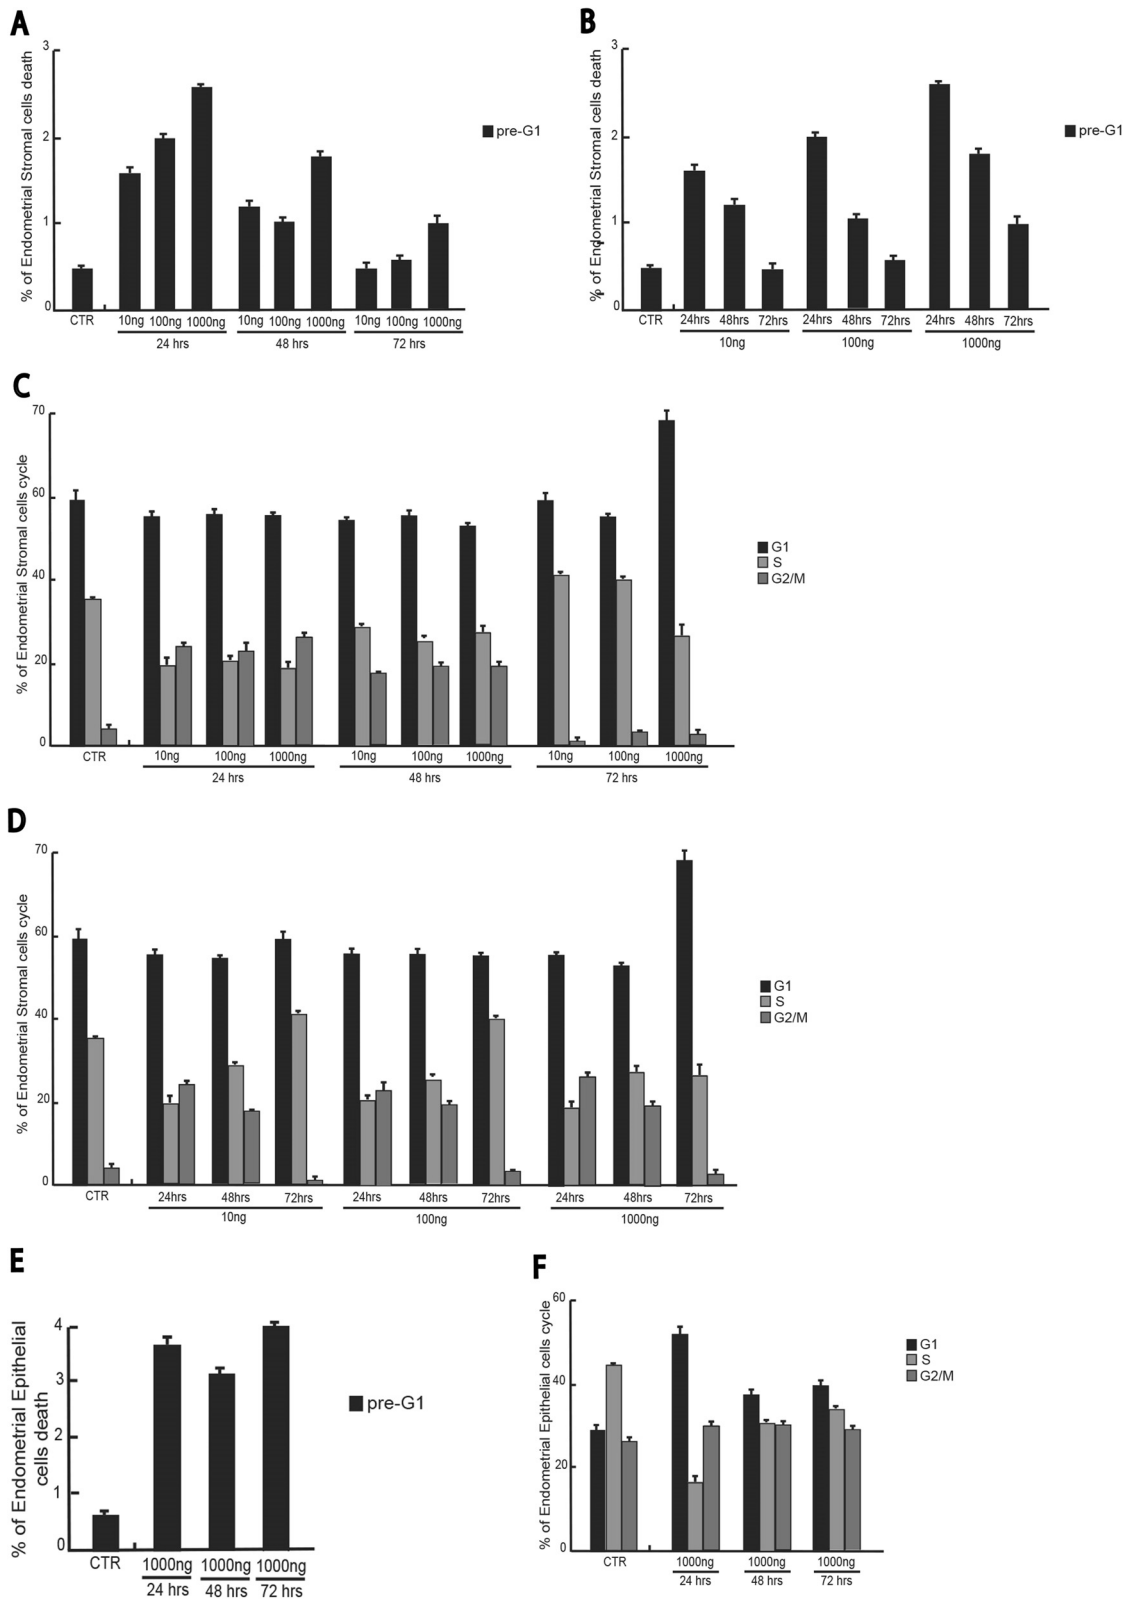 A
% of Endometrial Stromal cells death
3
2
1
0
pre-G1
CTR 10ng 100ng 1000ng 10ng 100ng 1000ng 10ng 100ng 1000ng
24 hrs 48 hrs 72 hrs
B
% of Endometrial Stromal cells death
3
2
1
0
pre-G1
CTR 24hrs 48hrs 72hrs 24hrs 48hrs 72hrs 24hrs 48hrs 72hrs
10ng 100ng 1000ng
C
% of Endometrial Stromal cells cycle
70
60
40
20
0
G1
S
G2/M
CTR 10ng 100ng 1000ng 10ng 100ng 1000ng 10ng 100ng 1000ng
24 hrs 48 hrs 72 hrs
D
% of Endometrial Stromal cells cycle
70
60
40
20
0
G1
S
G2/M
CTR 24hrs 48hrs 72hrs 24hrs 48hrs 72hrs 24hrs 48hrs 72hrs
10ng 100ng 1000ng
E
% of Endometrial Epithelial
cells death
4
3
2
1
0
pre-G1
CTR 1000ng 1000ng 1000ng
24 hrs 48 hrs 72 hrs
F
% of Endometrial Epithelial cells cycle
60
40
20
0
G1
S
G2/M
CTR 1000ng 1000ng 1000ng
24 hrs 48 hrs 72 hrs